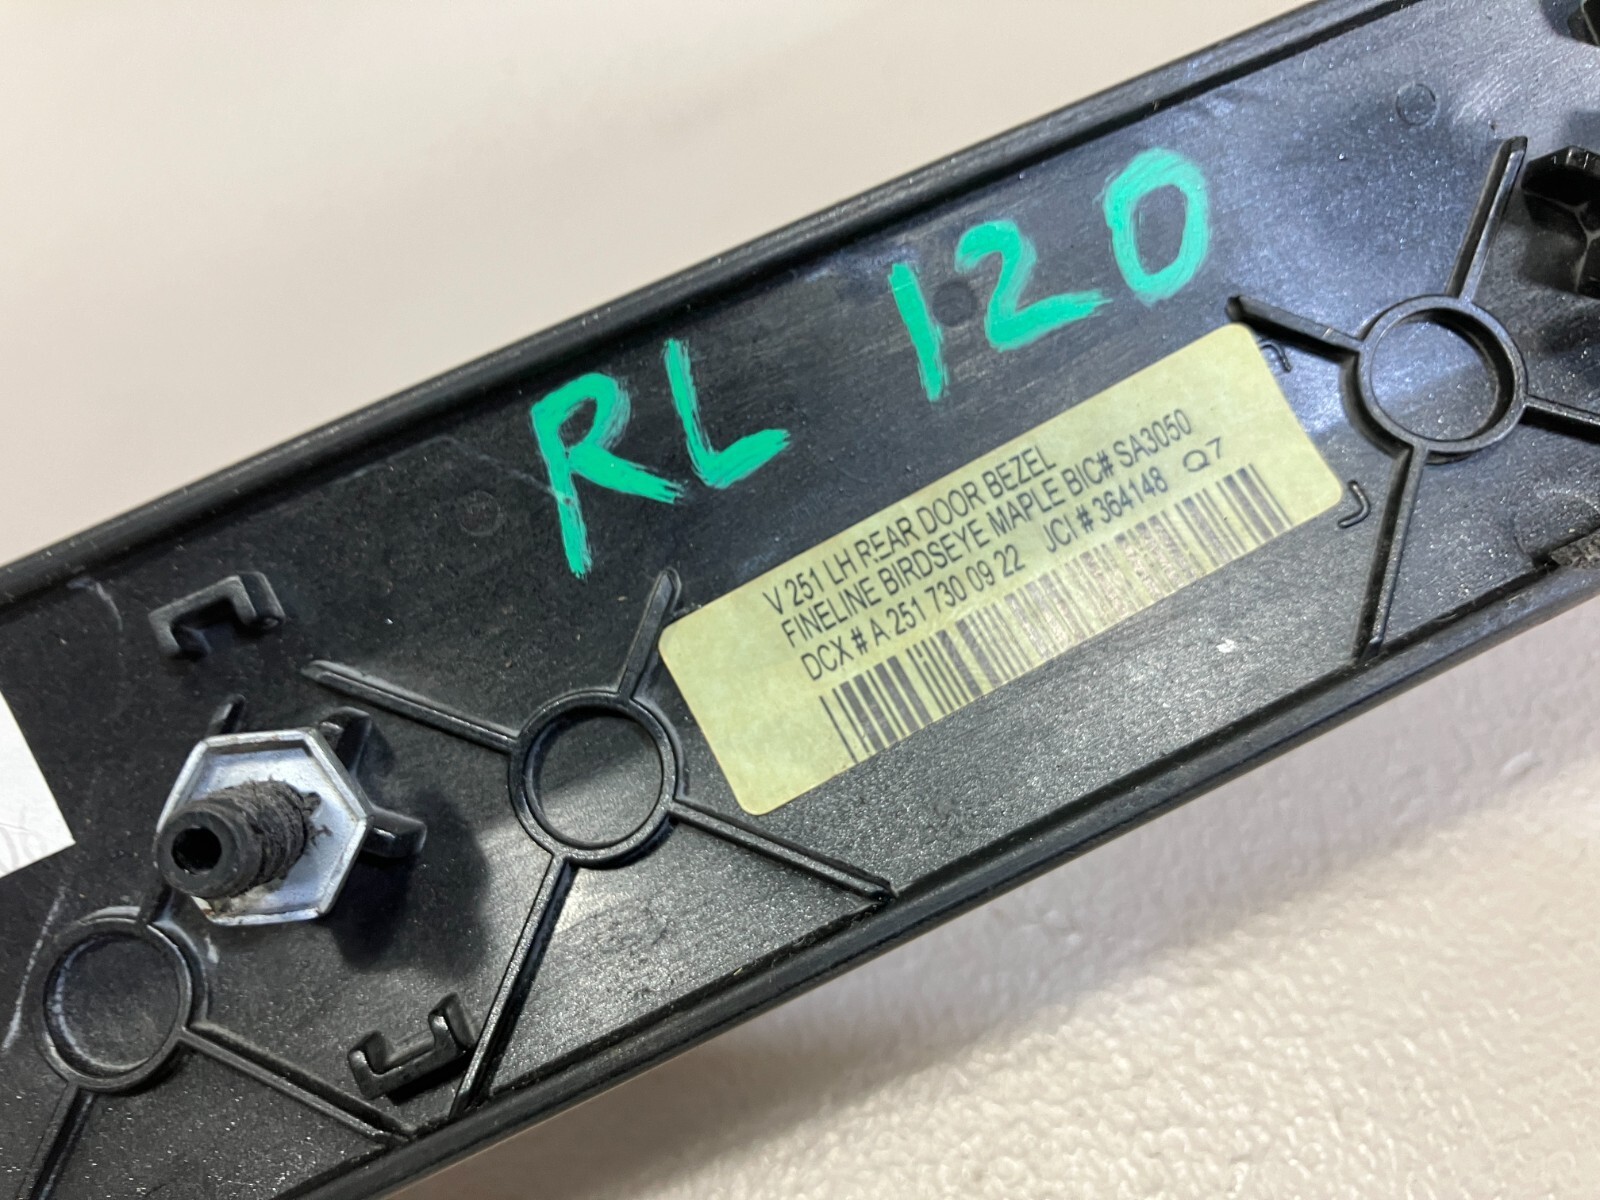 RL 120
V 251 LH REAR DOOR BEZEL
FINELINE BIRDSEYE MAPLE BIC# SA3050
DCX # A 251 730 09 22 JCI # 364148 Q7